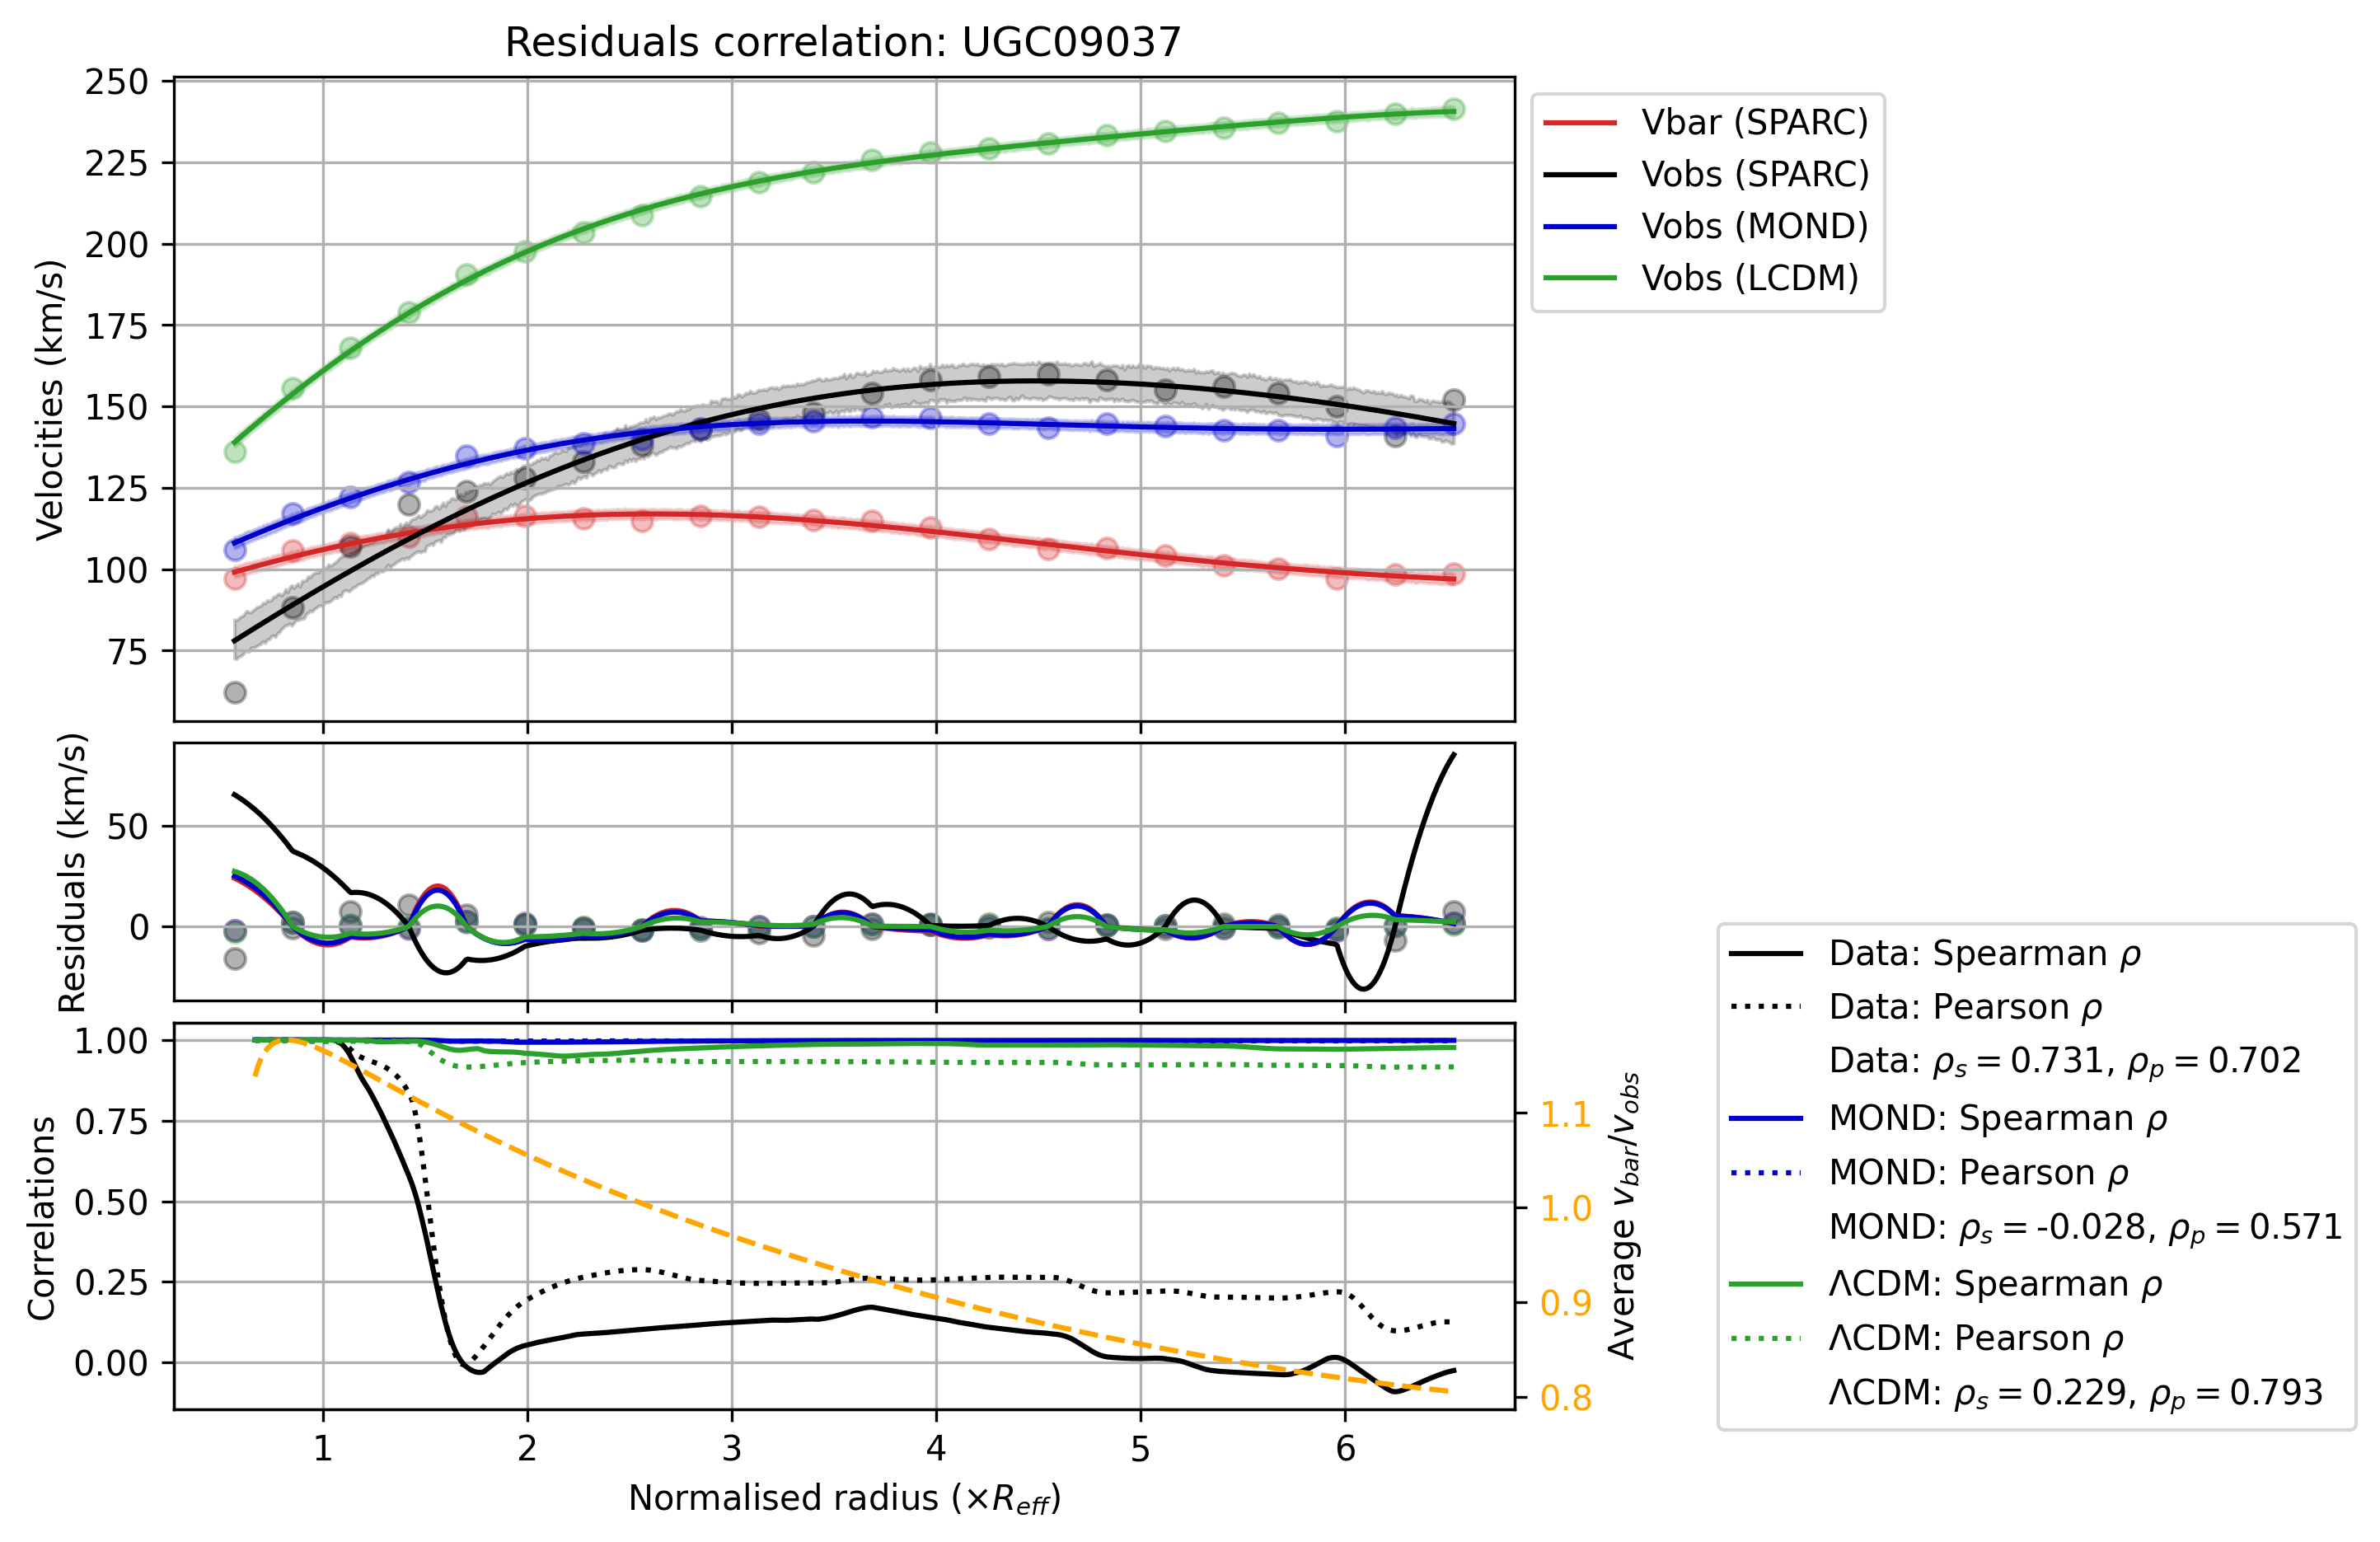 Residuals correlation: UGC09037
250
225
200
175
150
125
100
75
Velocities (km/s)
Vbar (SPARC)
Vobs (SPARC)
Vobs (MOND)
Vobs (LCDM)
50
0
Residuals (km/s)
1.00
0.75
0.50
0.25
0.00
Correlations
1.1
1.0
0.9
0.8
Average v_bar/v_obs
1 2 3 4 5 6
Normalised radius (×R_eff)
Data: Spearman ρ
Data: Pearson ρ
Data: ρ_s = 0.731, ρ_p = 0.702
MOND: Spearman ρ
MOND: Pearson ρ
MOND: ρ_s = -0.028, ρ_p = 0.571
ΛCDM: Spearman ρ
ΛCDM: Pearson ρ
ΛCDM: ρ_s = 0.229, ρ_p = 0.793